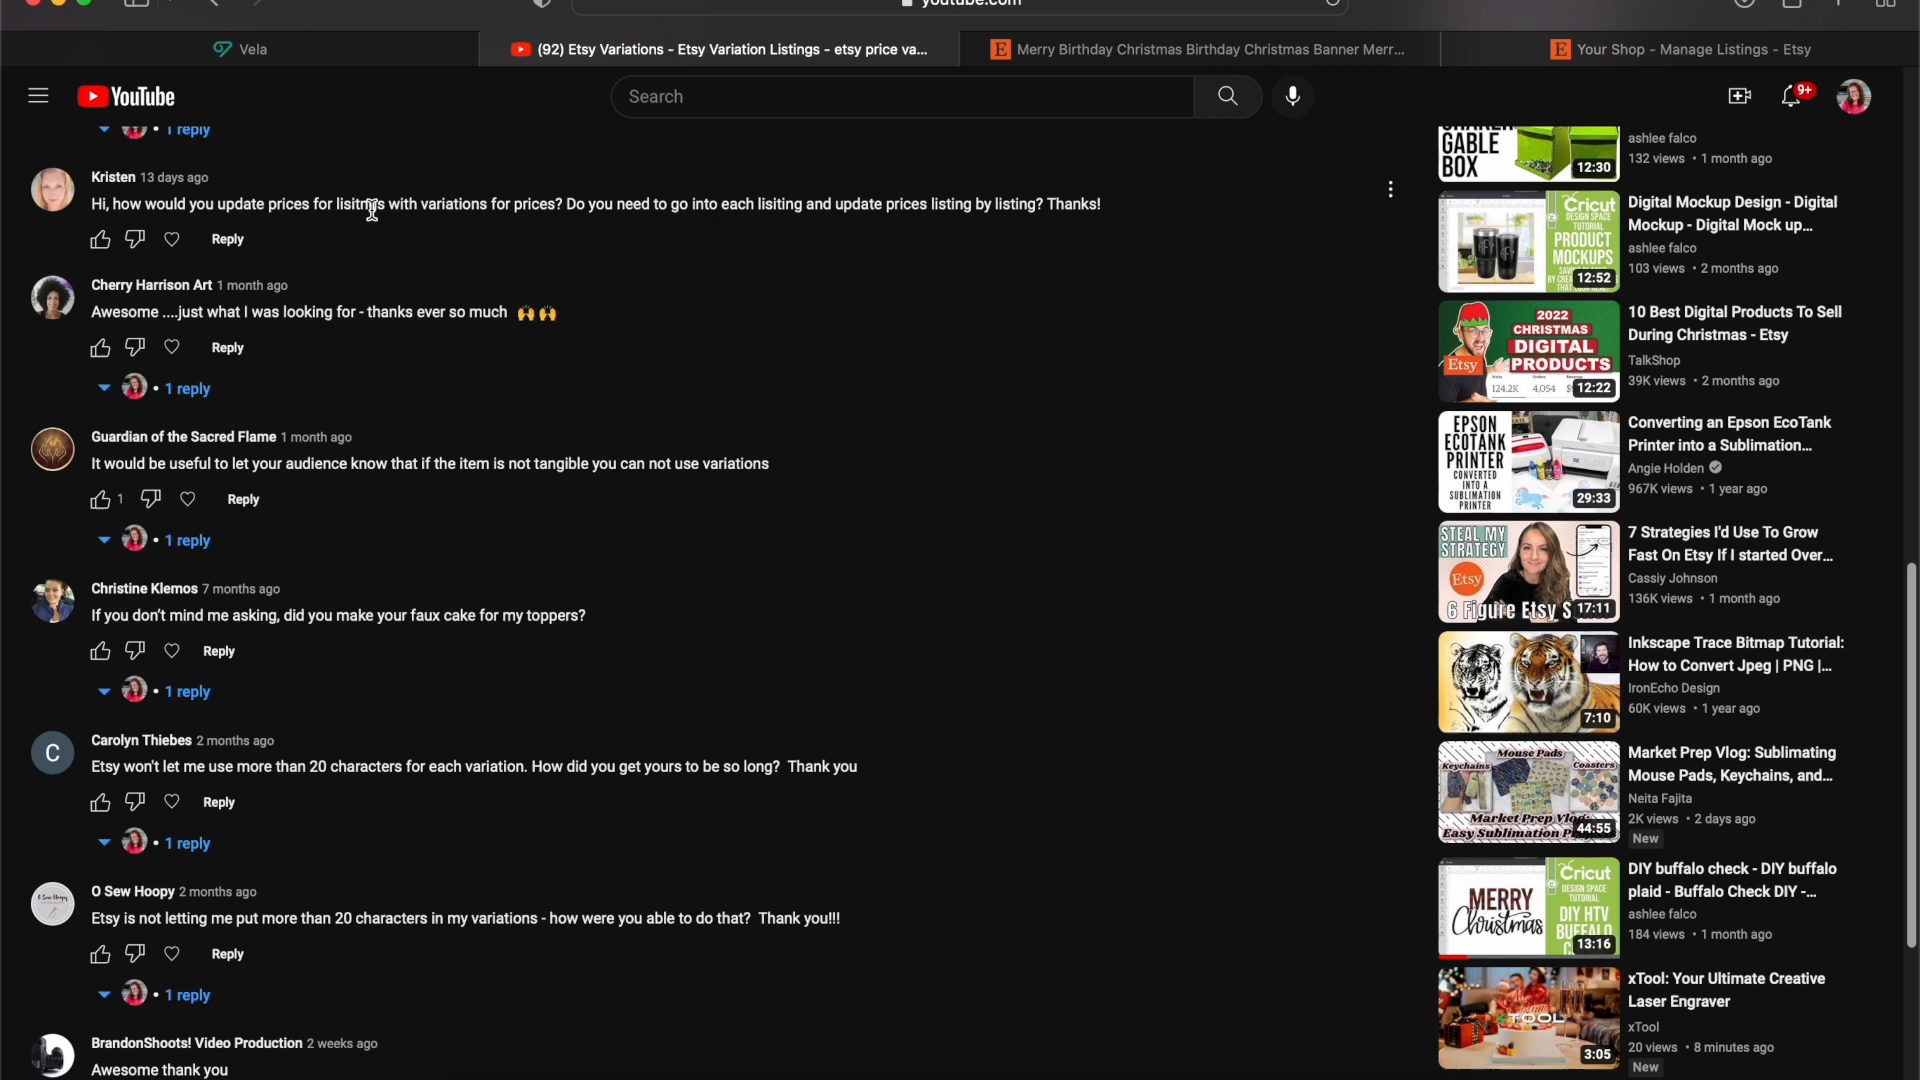 youtube.com
Vela
(92) Etsy Variations - Etsy Variation Listings - etsy price va...
Merry Birthday Christmas Birthday Christmas Banner Merr...
Your Shop - Manage Listings - Etsy
YouTube
Search
9+
• 1 reply
Kristen 13 days ago
Hi, how would you update prices for lisitngs with variations for prices? Do you need to go into each lisiting and update prices listing by listing? Thanks!
Reply
Cherry Harrison Art 1 month ago
Awesome ....just what I was looking for - thanks ever so much 🙌 🙌
Reply
• 1 reply
Guardian of the Sacred Flame 1 month ago
It would be useful to let your audience know that if the item is not tangible you can not use variations
1 Reply
• 1 reply
Christine Klemos 7 months ago
If you don't mind me asking, did you make your faux cake for my toppers?
Reply
• 1 reply
C
Carolyn Thiebes 2 months ago
Etsy won't let me use more than 20 characters for each variation. How did you get yours to be so long? Thank you
Reply
• 1 reply
O Sew Hoopy 2 months ago
Etsy is not letting me put more than 20 characters in my variations - how were you able to do that? Thank you!!!
Reply
• 1 reply
BrandonShoots! Video Production 2 weeks ago
Awesome thank you
GABLE
BOX
12:30
ashlee falco
132 views • 1 month ago
Cricut
DESIGN SPACE
TUTORIAL
PRODUCT
MOCKUPS
12:52
Digital Mockup Design - Digital
Mockup - Digital Mock up...
ashlee falco
103 views • 2 months ago
2022
CHRISTMAS
DIGITAL
PRODUCTS
Etsy
124.2K 4,054
12:22
10 Best Digital Products To Sell
During Christmas - Etsy
TalkShop
39K views • 2 months ago
EPSON
ECOTANK
PRINTER
CONVERTED
INTO A
SUBLIMATION
PRINTER
29:33
Converting an Epson EcoTank
Printer into a Sublimation...
Angie Holden
967K views • 1 year ago
STEAL MY
STRATEGY
Etsy
6 Figure Etsy S
17:11
7 Strategies I'd Use To Grow
Fast On Etsy If I started Over...
Cassiy Johnson
136K views • 1 month ago
7:10
Inkscape Trace Bitmap Tutorial:
How to Convert Jpeg | PNG |...
IronEcho Design
60K views • 1 year ago
Mouse Pads
Keychains
Coasters
Market Prep Vlog:
Easy Sublimation
44:55
Market Prep Vlog: Sublimating
Mouse Pads, Keychains, and...
Neita Fajita
2K views • 2 days ago
New
Cricut
DESIGN SPACE
TUTORIAL
MERRY
Christmas
DIY HTV
BUFFALO
13:16
DIY buffalo check - DIY buffalo
plaid - Buffalo Check DIY -...
ashlee falco
184 views • 1 month ago
XTOOL
3:05
xTool: Your Ultimate Creative
Laser Engraver
xTool
20 views • 8 minutes ago
New